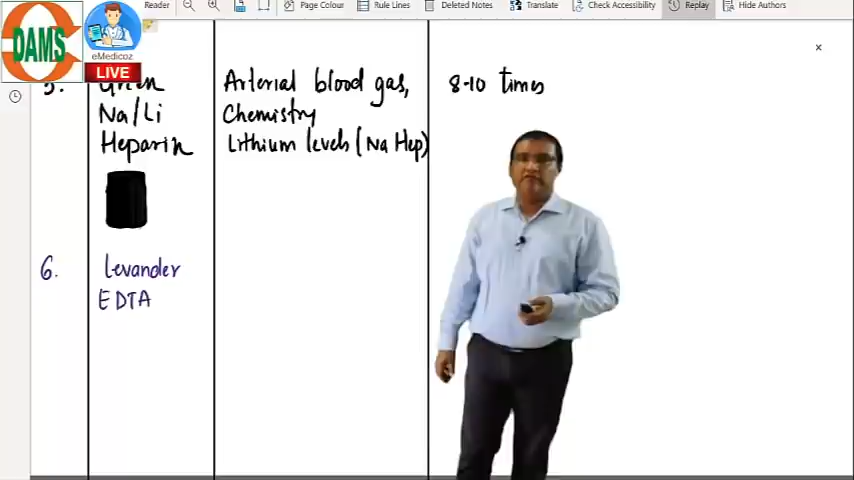 Reader
Page Colour
Rule Lines
Deleted Notes
Translate
Check Accessibility
Replay
Hide Authors
DAMS
eMedicoz
LIVE
5. Green Arterial blood gas, 8-10 times
Na/Li Chemistry
Heparin Lithium levels (Na Hep)
6. Levander
EDTA